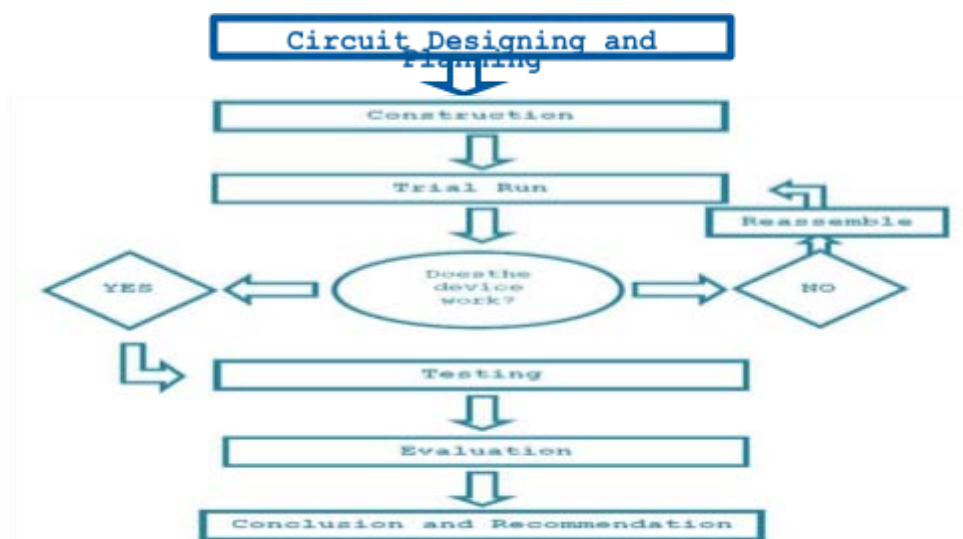 Circuit Designing and
Planning
Construction
Trial Run
Reassemble
Doesthe
device
work?
YES
NO
Testing
Evaluation
Conclusion and Recommendation